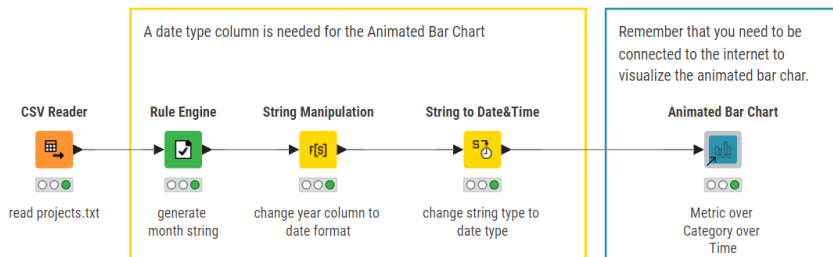 A date type column is needed for the Animated Bar Chart
Remember that you need to be
connected to the internet to
visualize the animated bar char.
CSV Reader
Rule Engine
String Manipulation
String to Date&Time
Animated Bar Chart
F[S]
S
read projects.txt
generate
month string
change year column to
date format
change string type to
date type
Metric over
Category over
Time